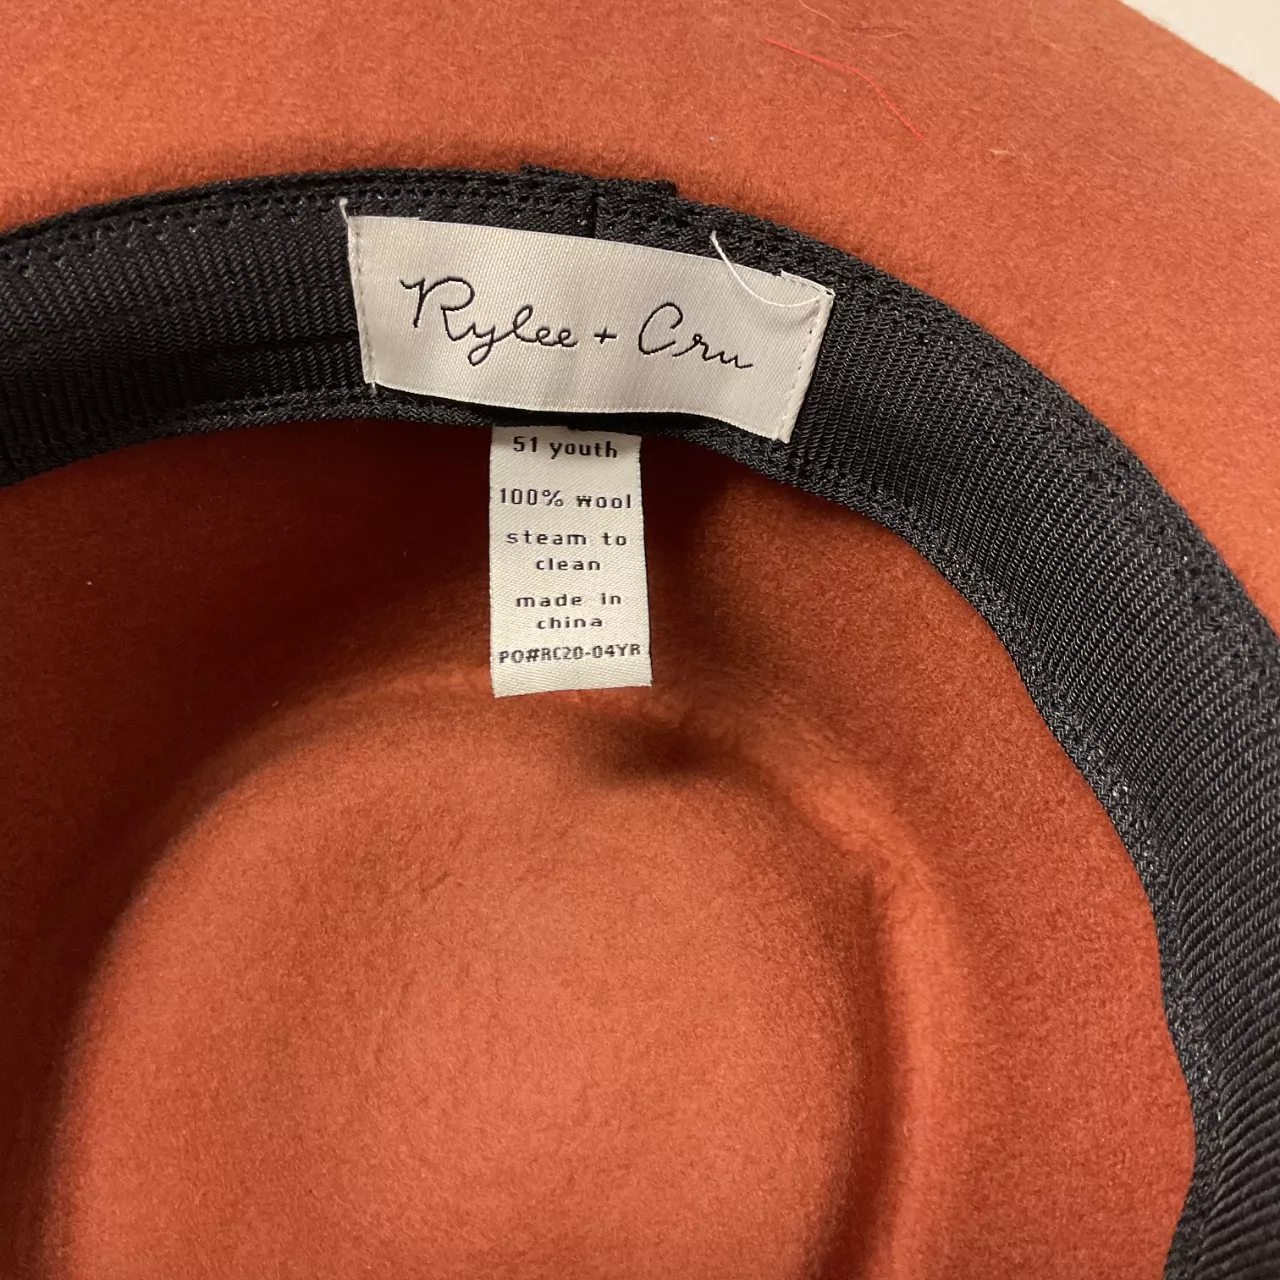 Rylee + Cru
51 youth
100% wool
steam to
clean
made in
china
PO#RC20-04YR